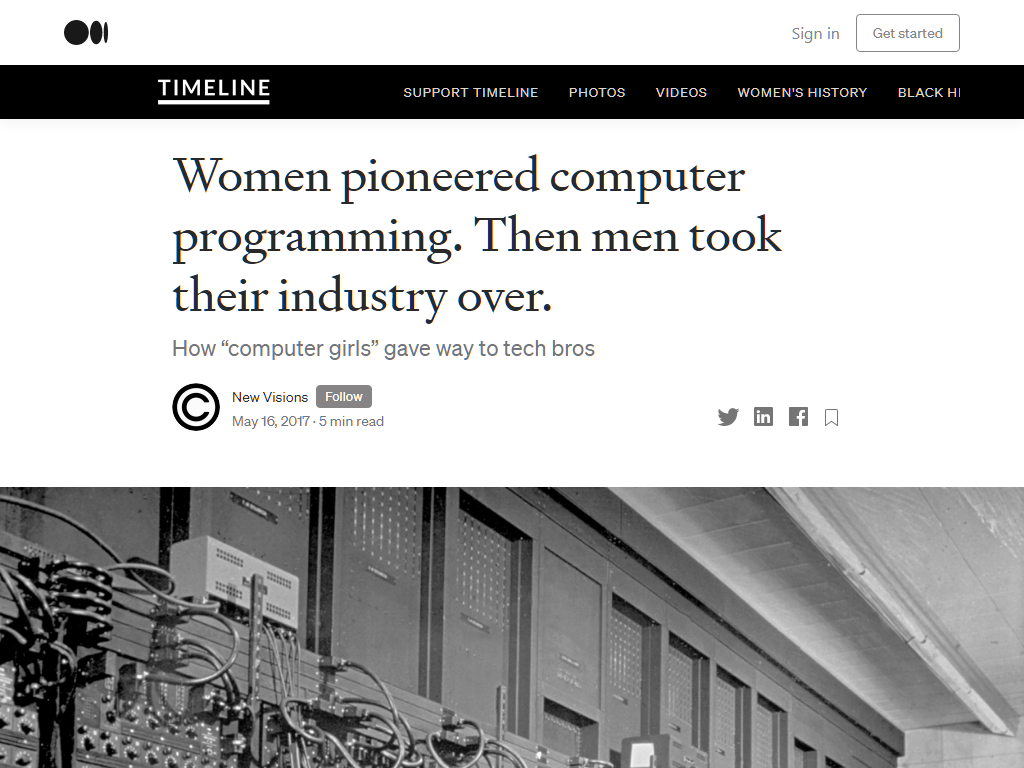 Sign in
Get started
TIMELINE
SUPPORT TIMELINE
PHOTOS
VIDEOS
WOMEN'S HISTORY
BLACK HI
Women pioneered computer
programming. Then men took
their industry over.
How “computer girls” gave way to tech bros
New Visions
Follow
May 16, 2017 · 5 min read